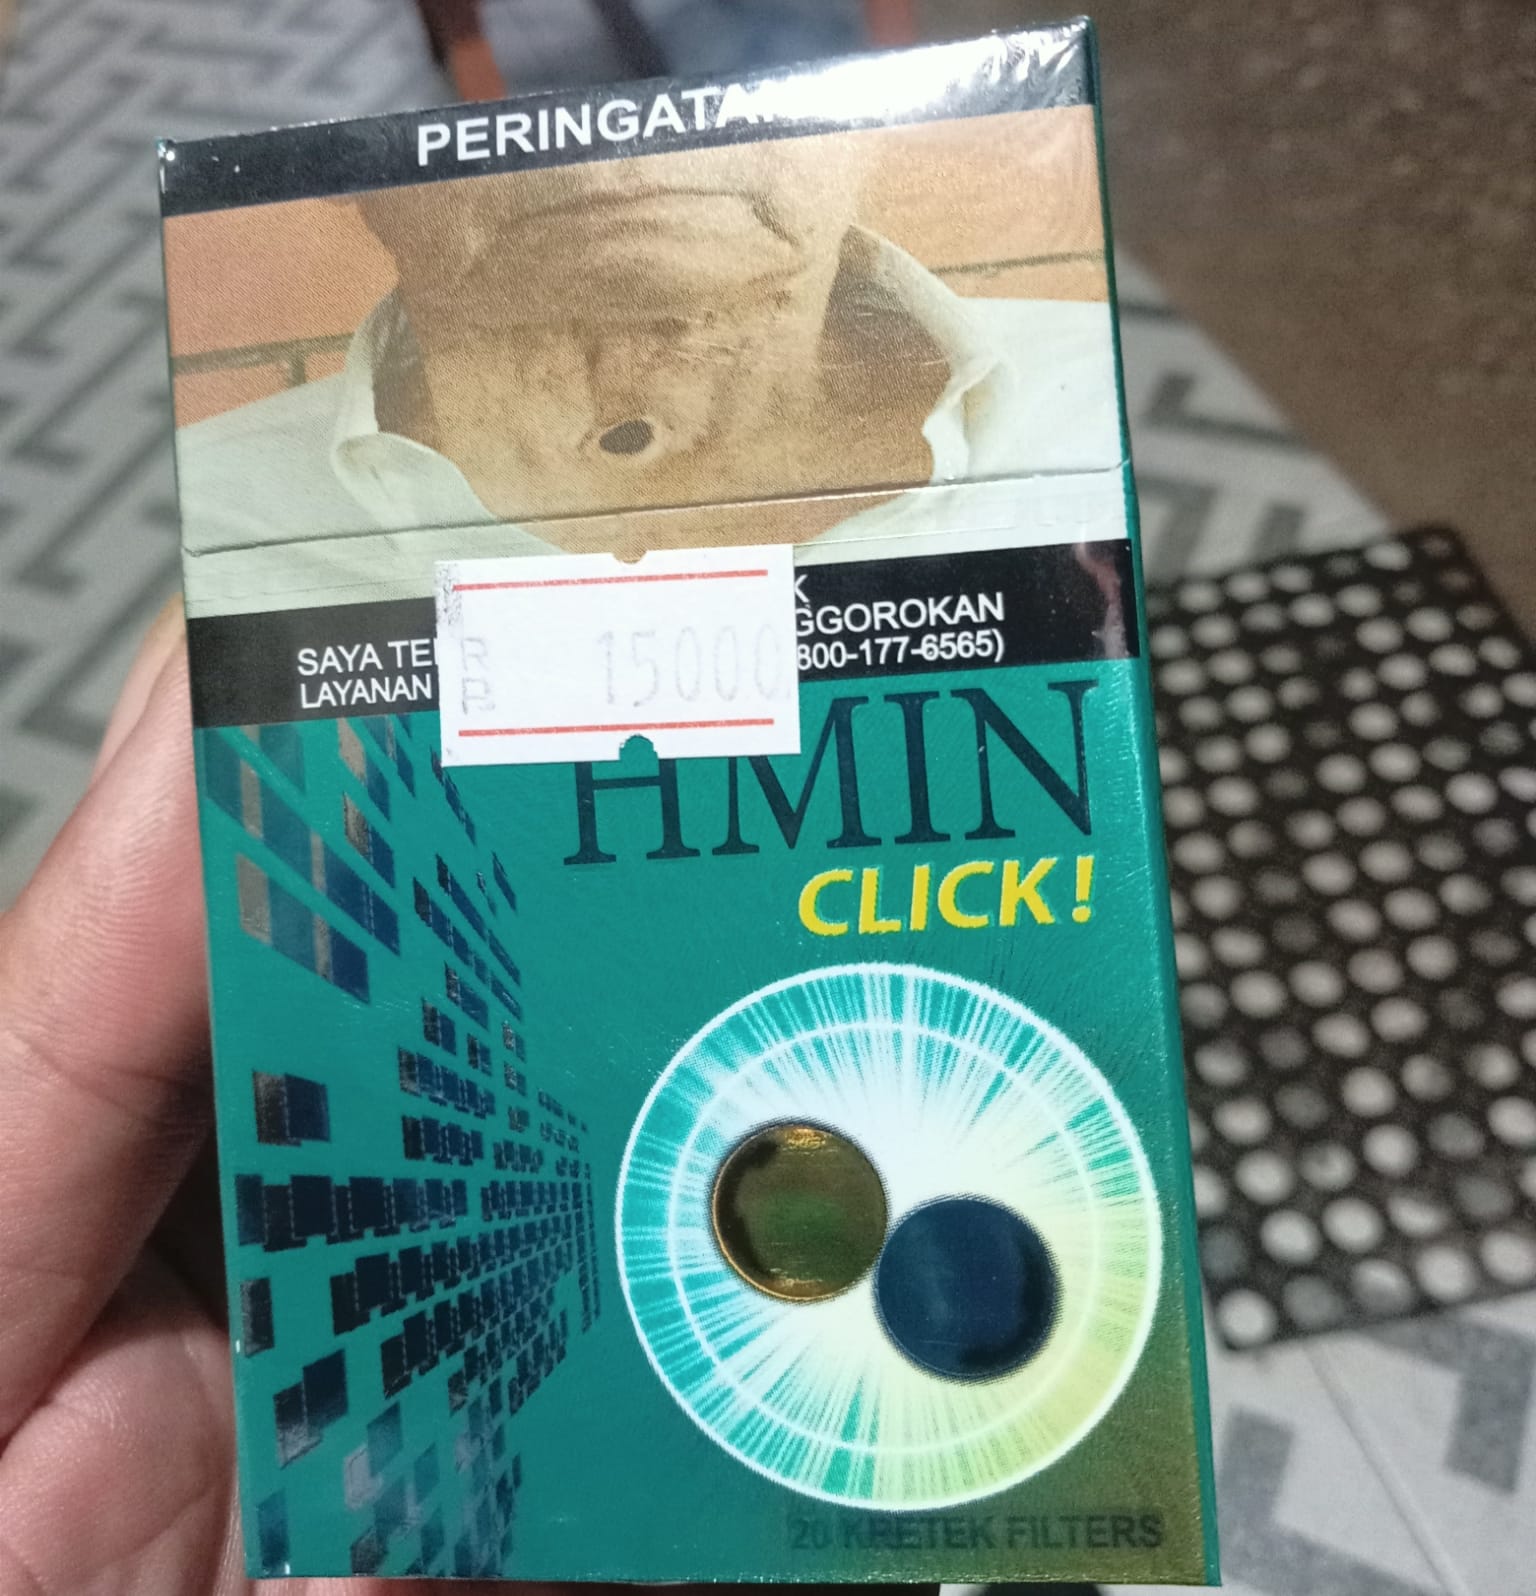 PERINGATA
K
SAYA TE GGOROKAN
LAYANAN 800-177-6565)
RP 15000
HMIN
CLICK!
20 KRETEK FILTERS